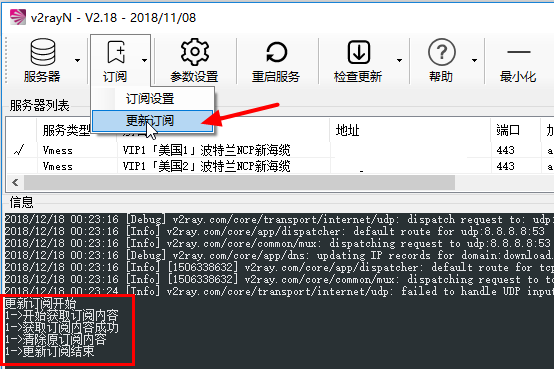 v2rayN - V2.18 - 2018/11/08
服务器 订阅 参数设置 重启服务 检查更新 帮助 最小化
订阅设置
更新订阅
服务器列表
服务类型 地址 端口 加
✓ Vmess VIP1「美国1」波特兰NCP新海缆 443 a
Vmess VIP1「美国2」波特兰NCP新海缆 443 a
信息
2018/12/18 00:23:16 [Debug] v2ray.com/core/transport/internet/udp: dispatch request to: udp:
2018/12/18 00:23:16 [Info] v2ray.com/core/app/dispatcher: default route for udp:8.8.8.8:53
2018/12/18 00:23:16 [Info] v2ray.com/core/common/mux: dispatching request to udp:8.8.8.8:53
2018/12/18 00:23:16 [Debug] v2ray.com/core/app/dns: updating IP records for domain:download.
2018/12/18 00:23:16 [Info] [1506338632] v2ray.com/core/app/dispatcher: default route for tcp
2018/12/18 00:23:16 [Info] [1506338632] v2ray.com/core/common/mux: dispatching request to tc
2018/12/18 00:23:24 [Info] v2ray.com/core/transport/internet/udp: failed to handle UDP input
更新订阅开始
1->开始获取订阅内容
1->获取订阅内容成功
1->清除原订阅内容
1->更新订阅结束